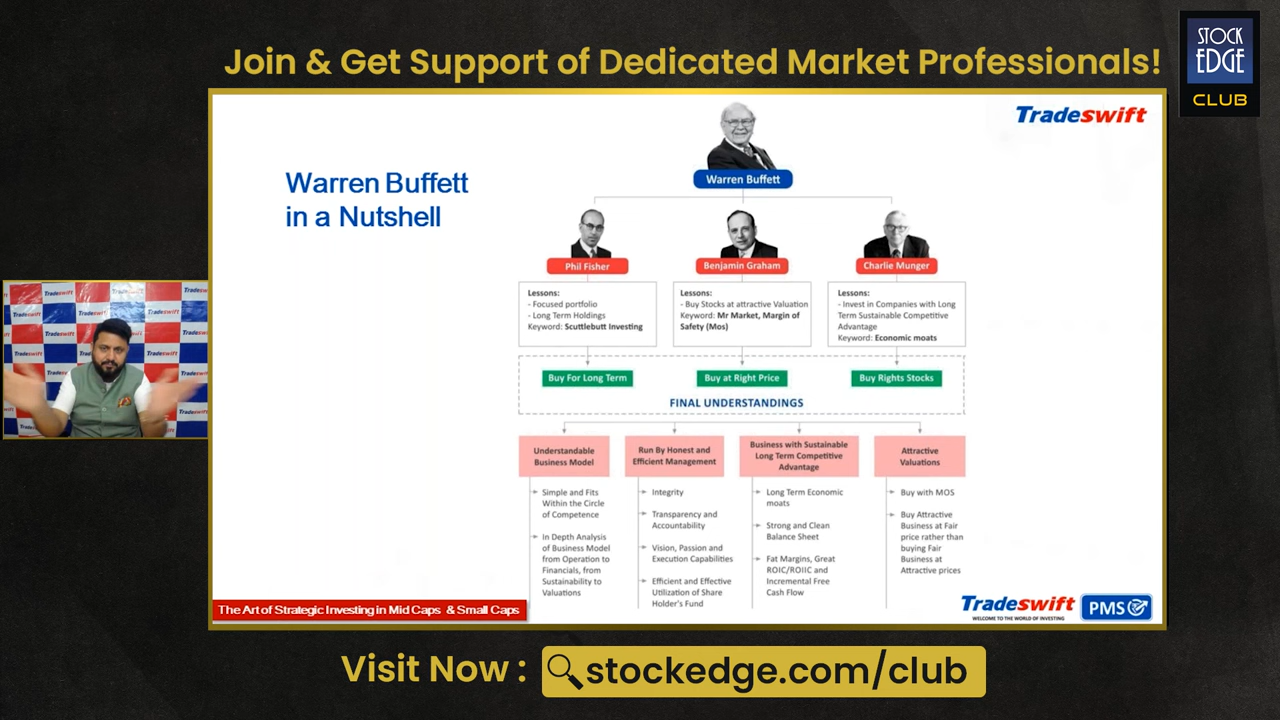 Join & Get Support of Dedicated Market Professionals!
STOCK
EDGE
CLUB
Tradeswift
Warren Buffett
in a Nutshell
Warren Buffett
Phil Fisher
Benjamin Graham
Charlie Munger
Lessons:
- Focused portfolio
- Long Term Holdings
Keyword: Scuttlebutt Investing
Lessons:
- Buy Stocks at attractive Valuation
Keyword: Mr Market, Margin of
Safety (Mos)
Lessons:
- Invest in Companies with Long
Term Sustainable Competitive
Advantage
Keyword: Economic moats
Buy For Long Term
Buy at Right Price
Buy Rights Stocks
FINAL UNDERSTANDINGS
Understandable
Business Model
Run By Honest and
Efficient Management
Business with Sustainable
Long Term Competitive
Advantage
Attractive
Valuations
Simple and Fits
Within the Circle
of Competence
In Depth Analysis
of Business Model
from Operation to
Financials, from
Sustainability to
Valuations
Integrity
Transparency and
Accountability
Vision, Passion and
Execution Capabilities
Efficient and Effective
Utilization of Share
Holder's Fund
Long Term Economic
moats
Strong and Clean
Balance Sheet
Fat Margins, Great
ROIC/ROIIC and
Incremental Free
Cash Flow
Buy with MOS
Buy Attractive
Business at Fair
price rather than
buying Fair
Business at
Attractive prices
The Art of Strategic Investing in Mid Caps & Small Caps
Tradeswift
WELCOME TO THE WORLD OF INVESTING
PMS
Visit Now :
stockedge.com/club